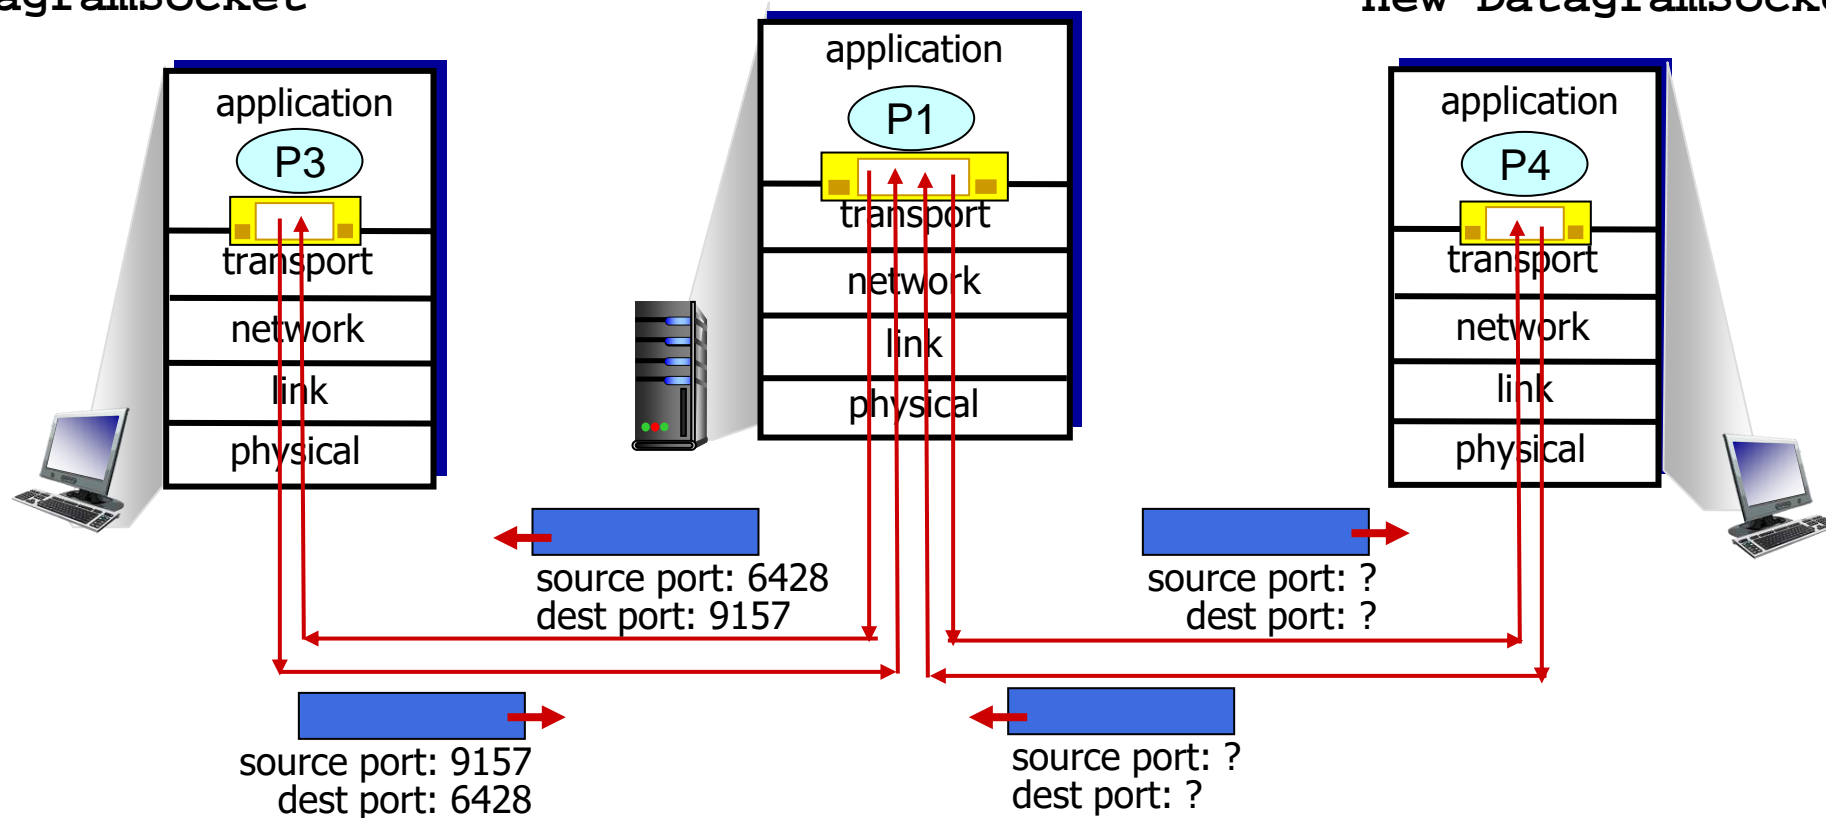 application
P3
transport
network
link
physical
application
P1
transport
network
link
physical
application
P4
transport
network
link
physical
source port: 6428
dest port: 9157
source port: ?
dest port: ?
source port: 9157
dest port: 6428
source port: ?
dest port: ?